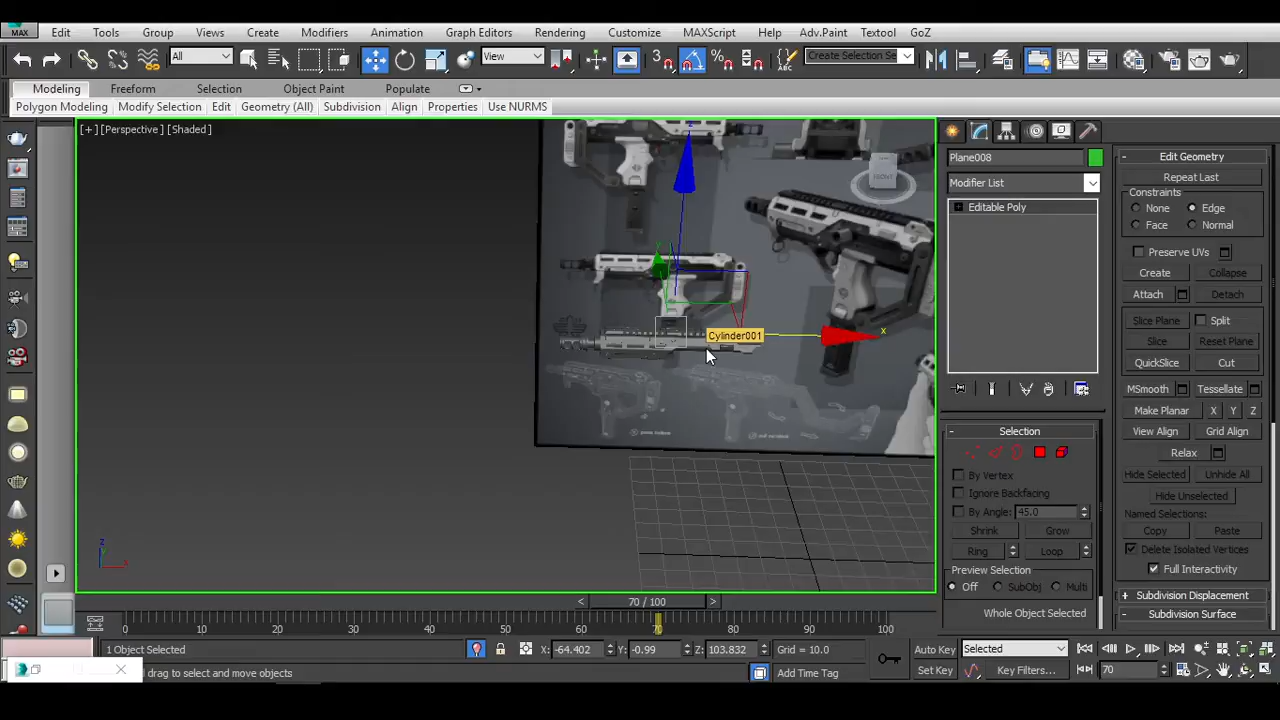 MAX Edit Tools Group Views Create Modifiers Animation Graph Editors Rendering Customize MAXScript Help Adv.Paint Textool GoZ
All View 3 Create Selection Se
Modeling Freeform Selection Object Paint Populate
Polygon Modeling Modify Selection Edit Geometry (All) Subdivision Align Properties Use NURMS
[+] [Perspective] [Shaded]
Plane008
Modifier List
Editable Poly
Selection
By Vertex
Ignore Backfacing
By Angle: 45.0
Shrink Grow
Ring Loop
Preview Selection
Off SubObj Multi
Whole Object Selected
Edit Geometry
Repeat Last
Constraints
None Edge
Face Normal
Preserve UVs
Create Collapse
Attach Detach
Slice Plane Split
Slice Reset Plane
QuickSlice Cut
MSmooth Tessellate
Make Planar X Y Z
View Align Grid Align
Relax
Hide Selected Unhide All
Hide Unselected
Named Selections:
Copy Paste
Delete Isolated Vertices
Full Interactivity
Subdivision Displacement
Subdivision Surface
FRONT
z
y
Cylinder001
x
z
x
< 70 / 100 >
0 10 20 30 40 50 60 70 80 90 100
1 Object Selected X: -64.402 Y: -0.99 Z: 103.832 Grid = 10.0 Auto Key Selected
drag to select and move objects Add Time Tag Set Key Key Filters... 70